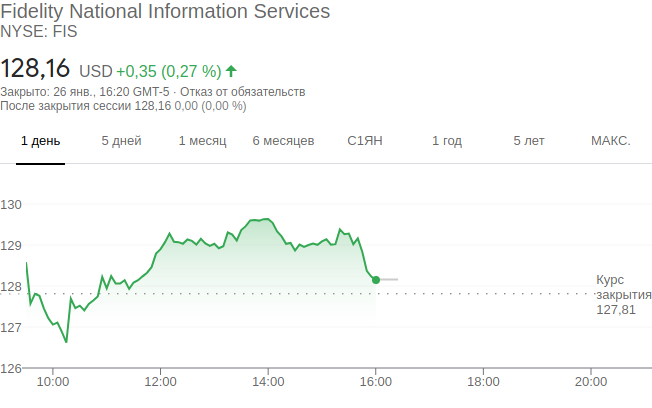 Fidelity National Information Services
NYSE: FIS
128,16 USD +0,35 (0,27 %)
Закрыто: 26 янв., 16:20 GMT-5 · Отказ от обязательств
После закрытия сессии 128,16 0,00 (0,00 %)
1 день 5 дней 1 месяц 6 месяцев С1ЯН 1 год 5 лет МАКС.
130
129
128
127
126
Курс
закрытия
127,81
10:00 12:00 14:00 16:00 18:00 20:00